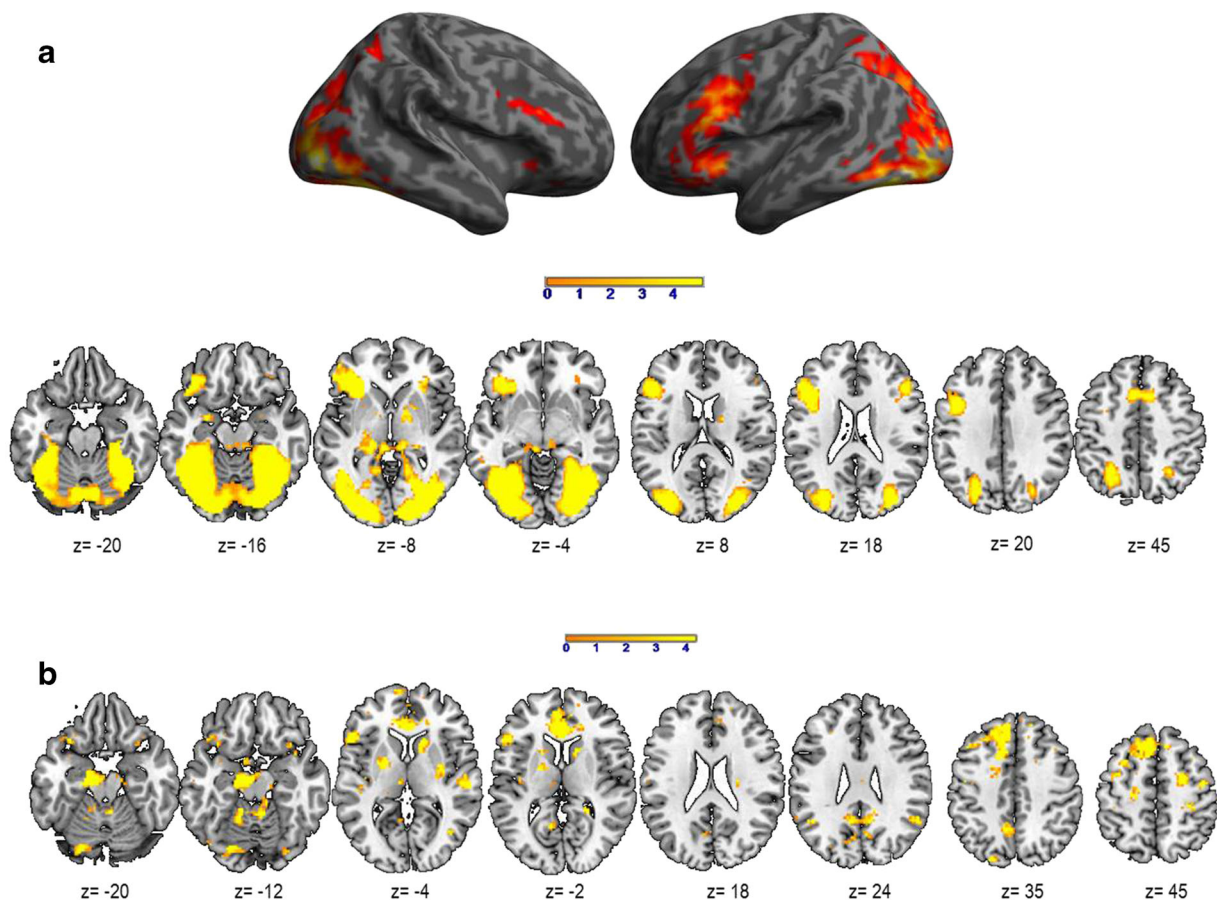 a
0 1 2 3 4
z= -20 z= -16 z= -8 z= -4 z= 8 z= 18 z= 20 z= 45
0 1 2 3 4
b
z= -20 z= -12 z= -4 z= -2 z= 18 z= 24 z= 35 z= 45